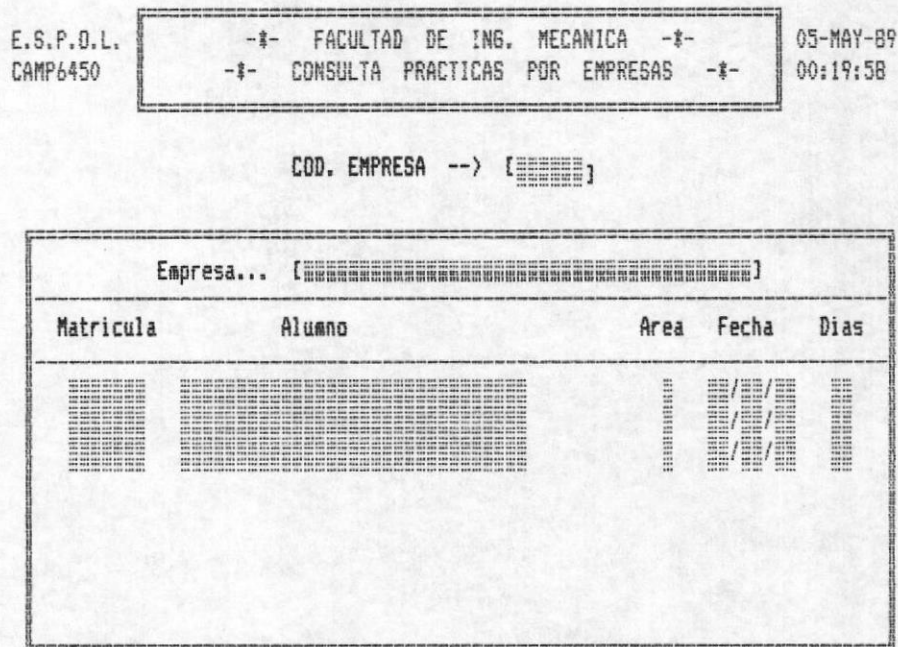 E.S.P.O.L. -*- FACULTAD DE ING. MECANICA -*- 05-MAY-89
CAMP6450 -*- CONSULTA PRACTICAS POR EMPRESAS -*- 00:19:58
COD. EMPRESA --> [ ]
Empresa... [ ]
Matricula Alumno Area Fecha Dias
/ /
/ /
/ /